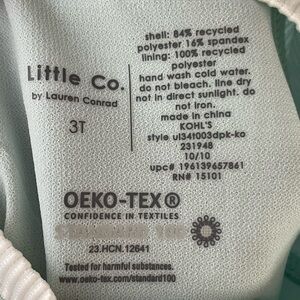 Little Co.
by Lauren Conrad
3T
shell: 84% recycled
polyester 16% spandex
lining: 100% recycled
polyester
hand wash cold water.
do not bleach. line dry
not in direct sunlight. do
not iron.
made in china
KOHL'S
style ul34t003dpk-ko
231948
10/10
upc# 196139657861
RN# 15101
OEKO-TEX®
CONFIDENCE IN TEXTILES
STANDARD 100
23.HCN.12641
Tested for harmful substances.
www.oeko-tex.com/standard100